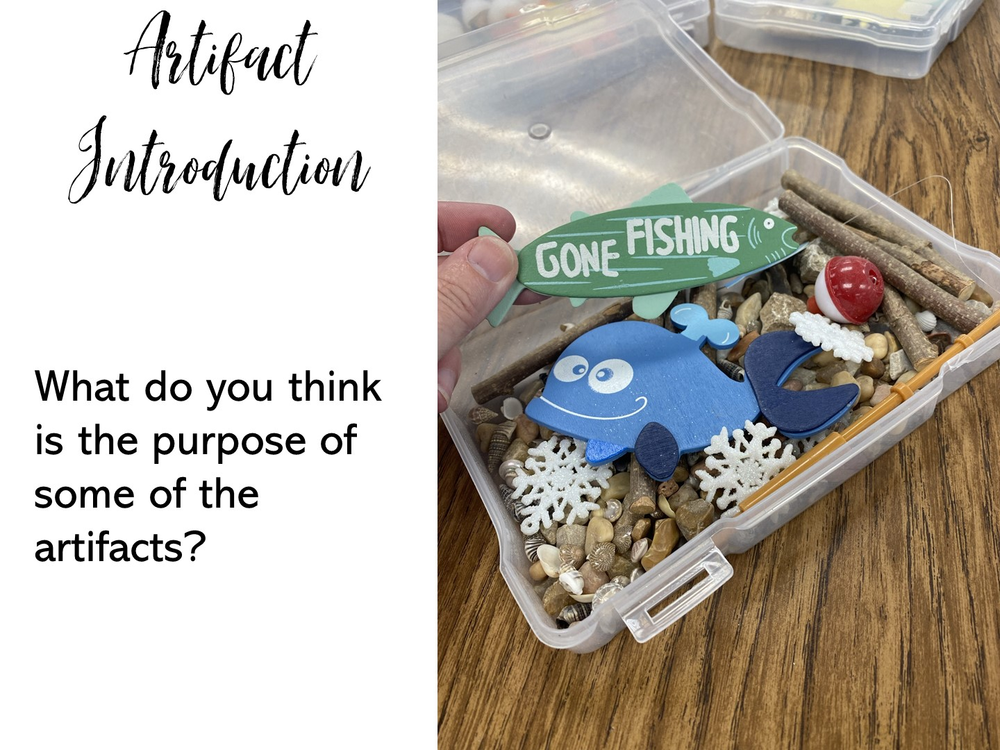 Artifact
Introduction
What do you think
is the purpose of
some of the
artifacts?
GONE FISHING